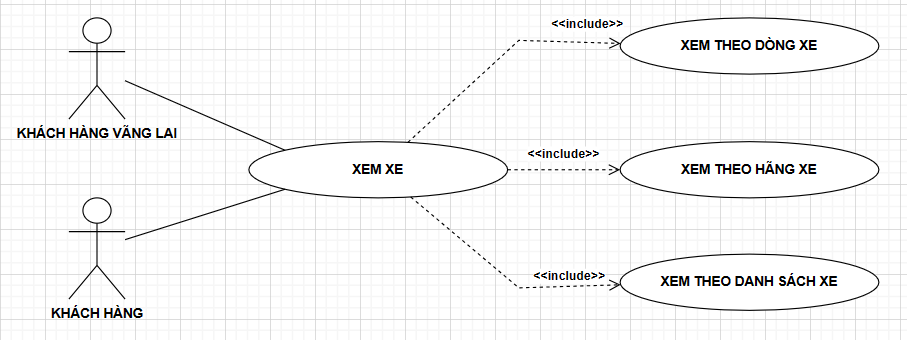 <<include>>
XEM THEO DÒNG XE
KHÁCH HÀNG VÃNG LAI
<<include>>
XEM XE
XEM THEO HÃNG XE
<<include>>
XEM THEO DANH SÁCH XE
KHÁCH HÀNG